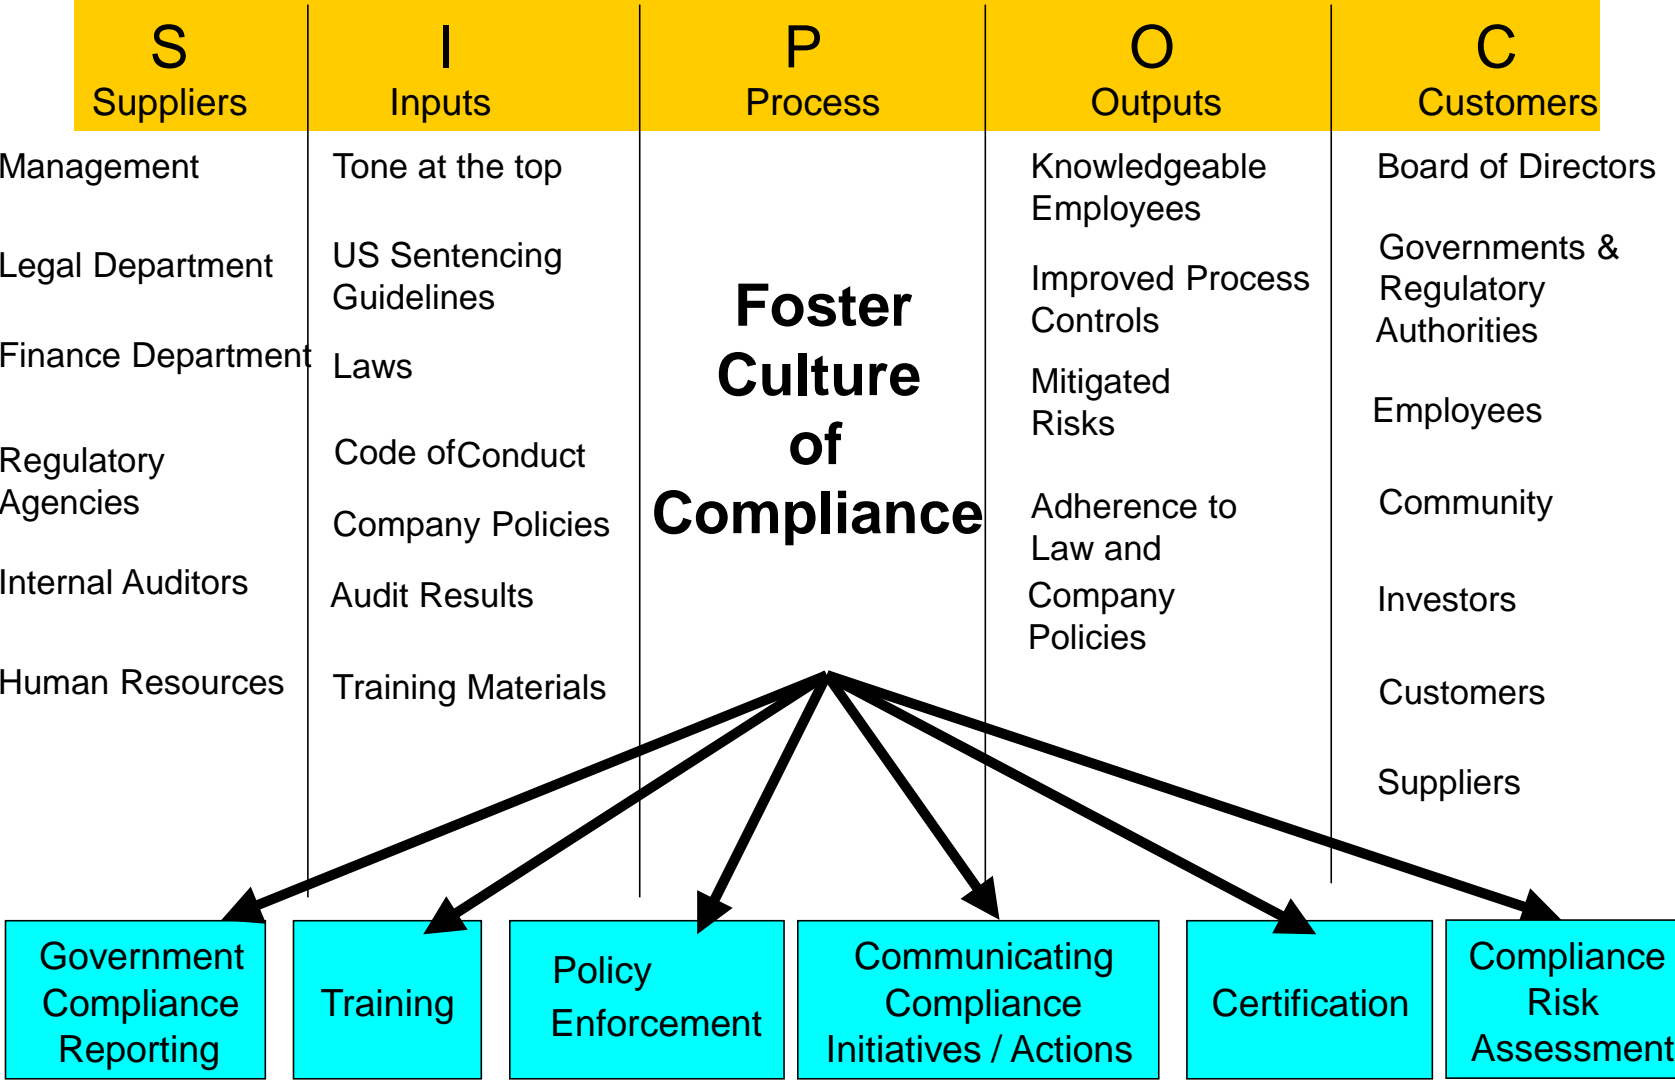 S
Suppliers
I
Inputs
P
Process
O
Outputs
C
Customers
Management
Legal Department
Finance Department
Regulatory
Agencies
Internal Auditors
Human Resources
Tone at the top
US Sentencing
Guidelines
Laws
Code of Conduct
Company Policies
Audit Results
Training Materials
Foster
Culture
of
Compliance
Knowledgeable
Employees
Improved Process
Controls
Mitigated
Risks
Adherence to
Law and
Company
Policies
Board of Directors
Governments &
Regulatory
Authorities
Employees
Community
Investors
Customers
Suppliers
Government
Compliance
Reporting
Training
Policy
Enforcement
Communicating
Compliance
Initiatives / Actions
Certification
Compliance
Risk
Assessment